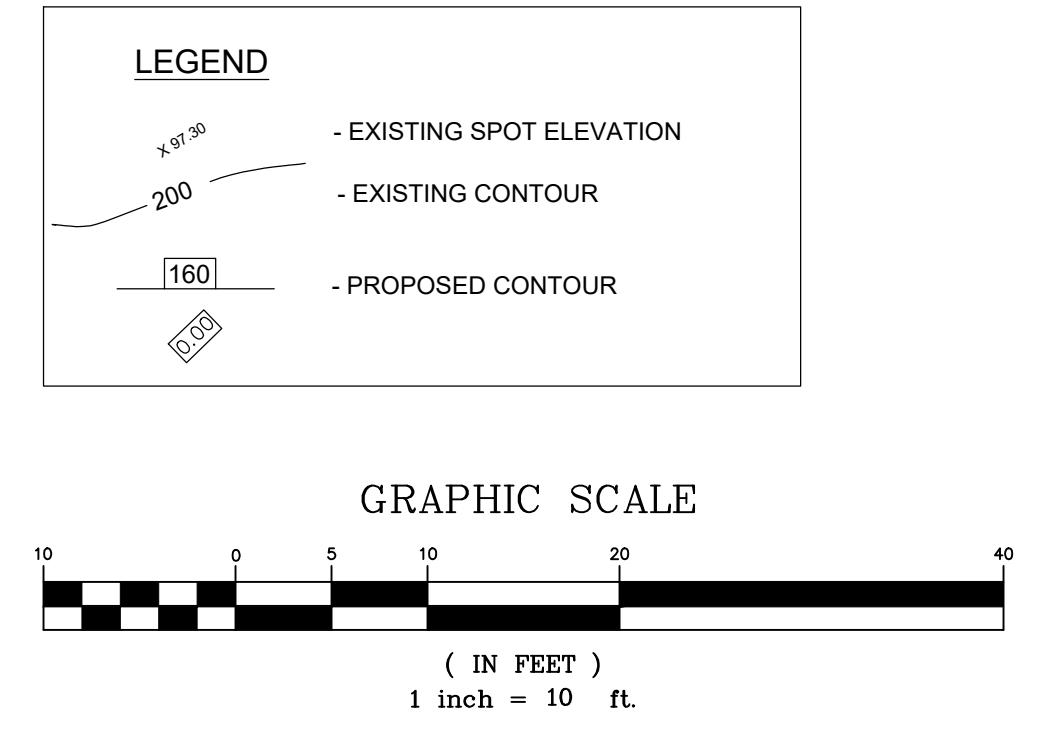 LEGEND
X 97.30
- EXISTING SPOT ELEVATION
200
- EXISTING CONTOUR
160
- PROPOSED CONTOUR
0.00
GRAPHIC SCALE
10 0 5 10 20 40
( IN FEET )
1 inch = 10 ft.